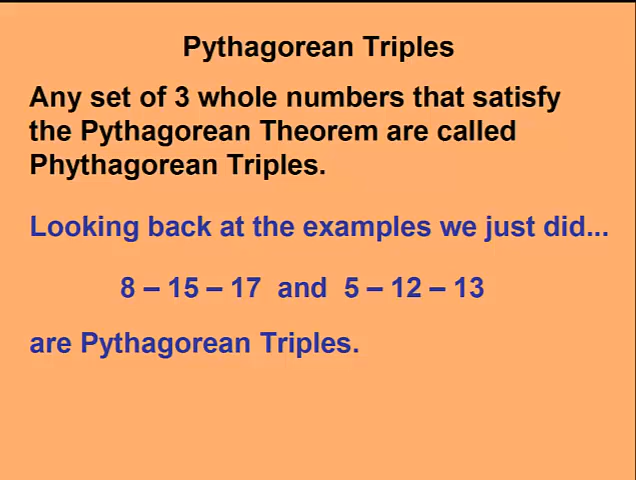 Pythagorean Triples
Any set of 3 whole numbers that satisfy
the Pythagorean Theorem are called
Phythagorean Triples.
Looking back at the examples we just did...
8 – 15 – 17 and 5 – 12 – 13
are Pythagorean Triples.